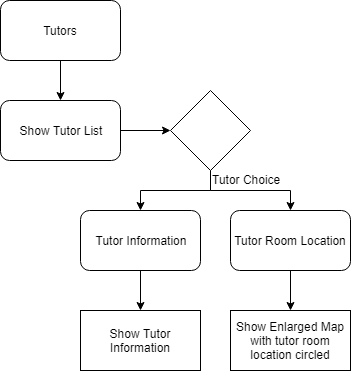 Tutors
Show Tutor List
Tutor Choice
Tutor Information
Tutor Room Location
Show Tutor
Information
Show Enlarged Map
with tutor room
location circled